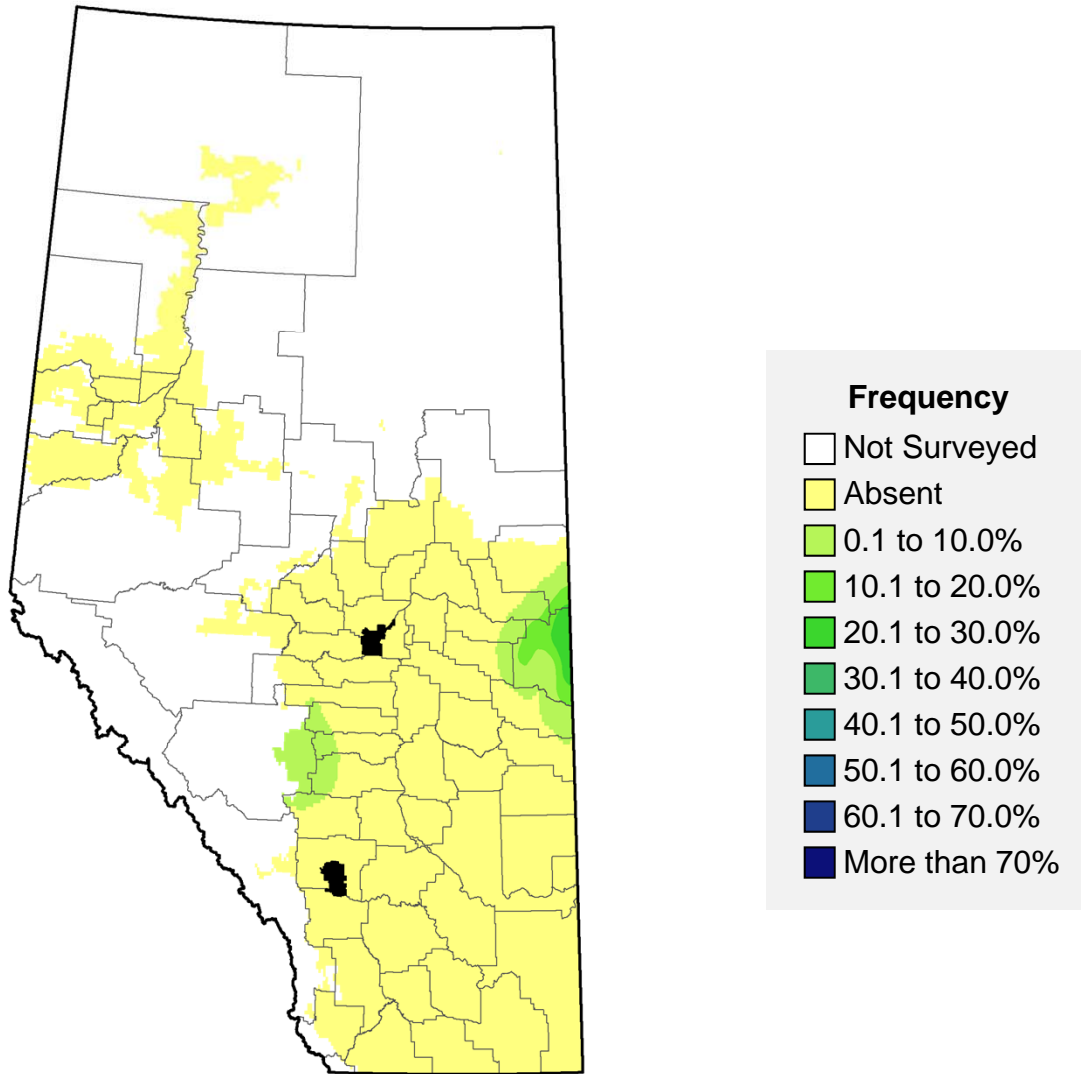 Frequency
Not Surveyed
Absent
0.1 to 10.0%
10.1 to 20.0%
20.1 to 30.0%
30.1 to 40.0%
40.1 to 50.0%
50.1 to 60.0%
60.1 to 70.0%
More than 70%